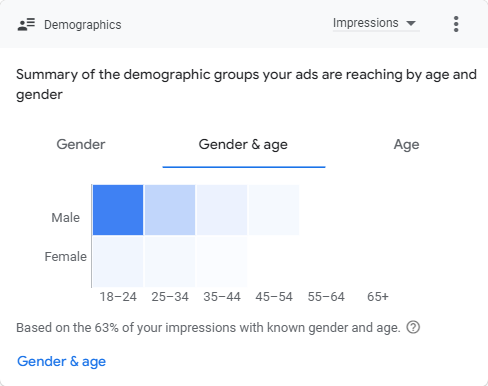 Demographics
Impressions
Summary of the demographic groups your ads are reaching by age and
gender
Gender
Gender & age
Age
Male
Female
18–24 25–34 35–44 45–54 55–64 65+
Based on the 63% of your impressions with known gender and age. ?
Gender & age